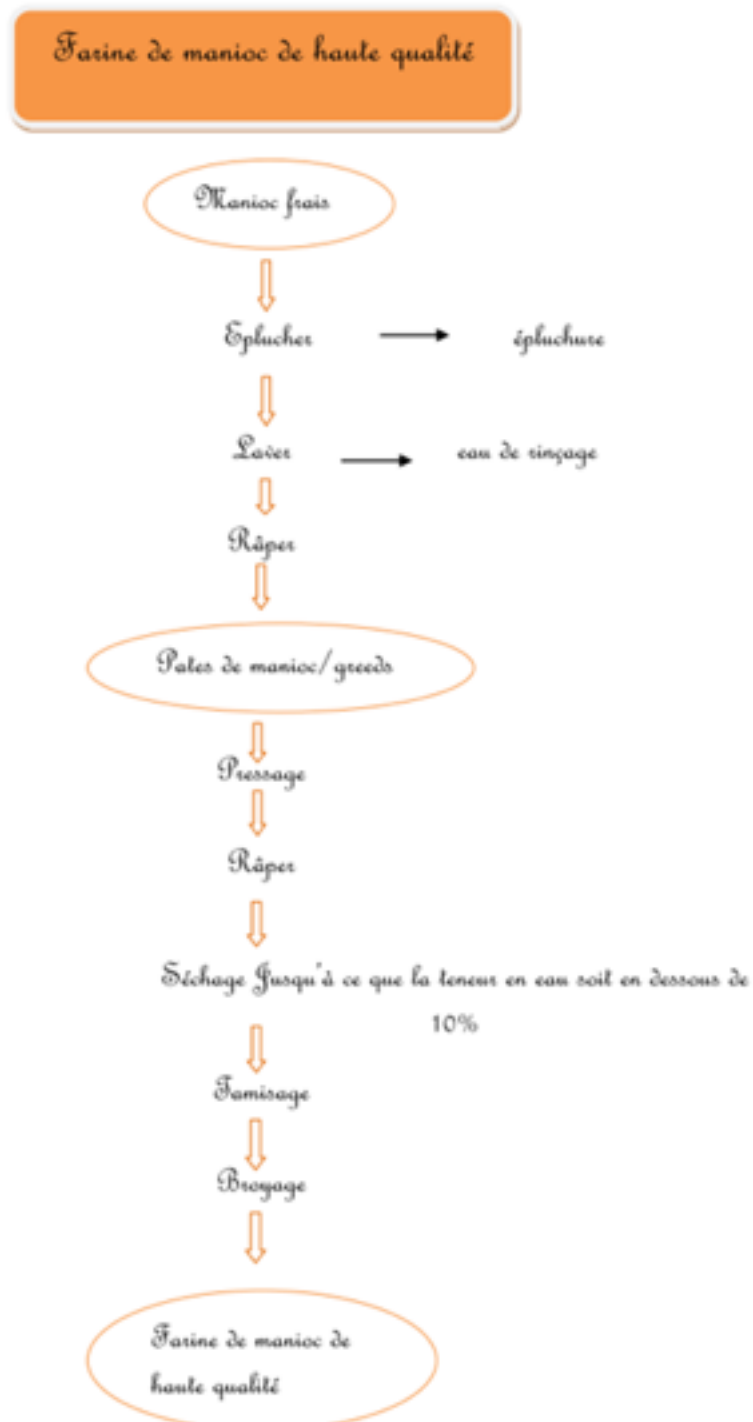 Farine de manioc de haute qualité
Manioc frais
Eplucher
épluchure
Laver
eau de rinçage
Râper
Pates de manioc/greeds
Pressage
Râper
Séchage Jusqu'à ce que la teneur en eau soit en dessous de
10%
Tamisage
Broyage
Farine de manioc de
haute qualité